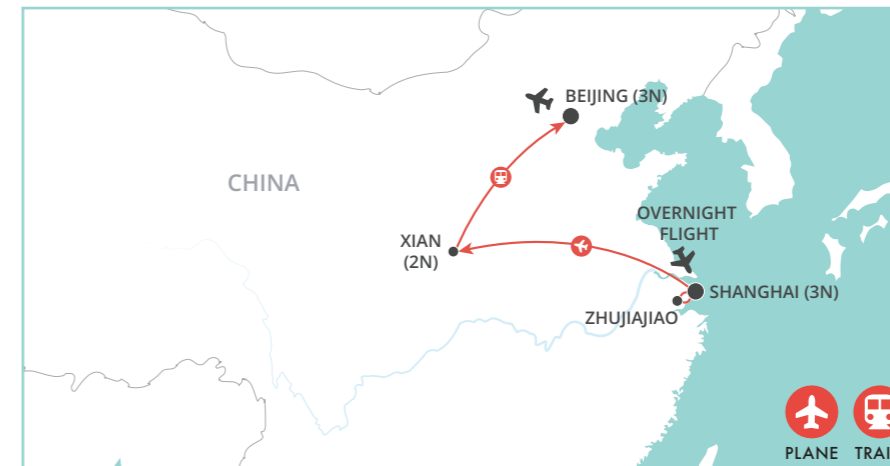 BEIJING (3N)
CHINA
OVERNIGHT
FLIGHT
XIAN
(2N)
SHANGHAI (3N)
ZHUJIAJIAO
PLANE
TRAI